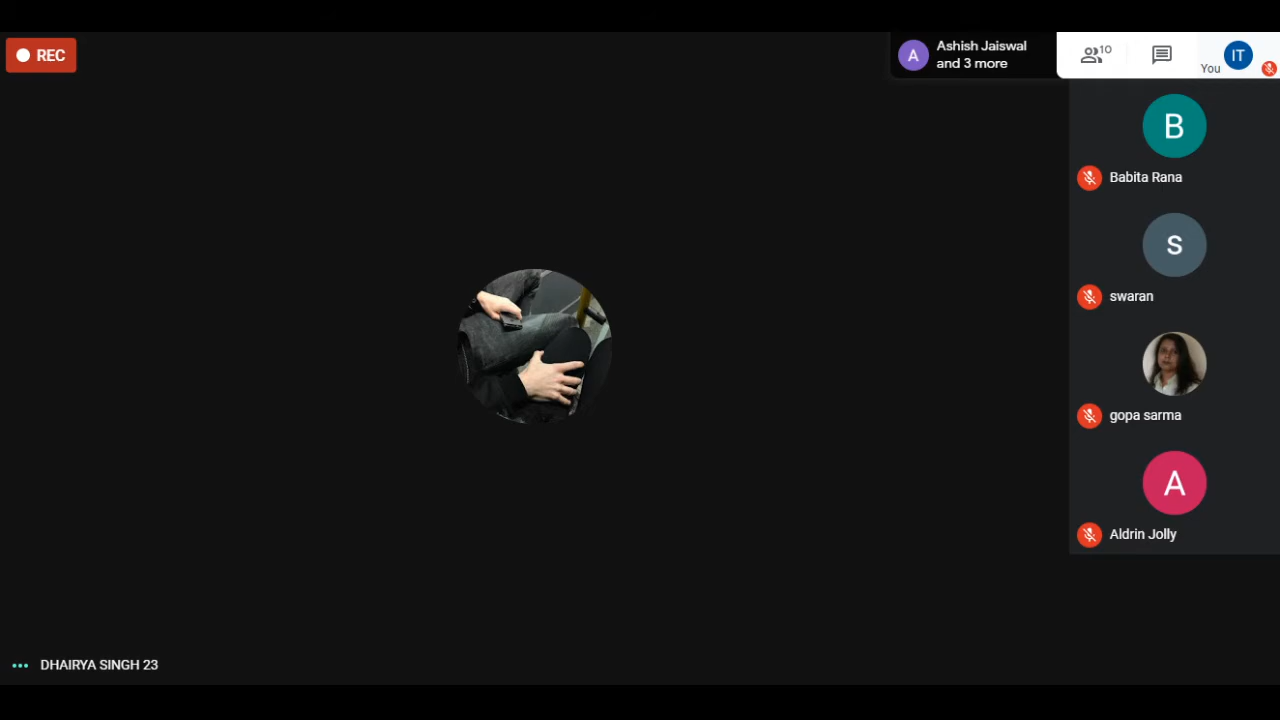 REC
A
Ashish Jaiswal
and 3 more
10
You
IT
B
Babita Rana
s
swaran
gopa sarma
A
Aldrin Jolly
DHAIRYA SINGH 23